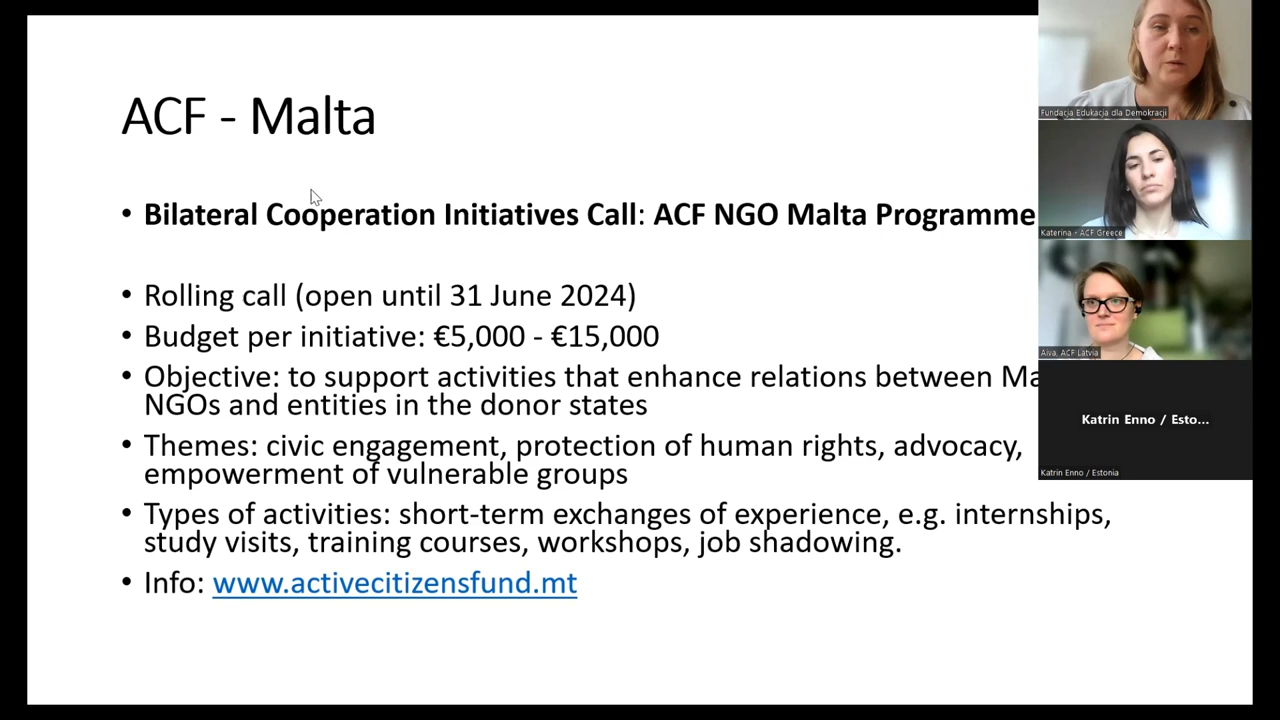 ACF - Malta
• Bilateral Cooperation Initiatives Call: ACF NGO Malta Programme
• Rolling call (open until 31 June 2024)
• Budget per initiative: €5,000 - €15,000
• Objective: to support activities that enhance relations between
NGOs and entities in the donor states
• Themes: civic engagement, protection of human rights, advocacy,
empowerment of vulnerable groups
• Types of activities: short-term exchanges of experience, e.g. internships,
study visits, training courses, workshops, job shadowing.
• Info: www.activecitizensfund.mt
Fundacja Edukacja dla Demokracji
Katerina - ACF Greece
Aiva, ACF Latvia
Katrin Enno / Esto...
Katrin Enno / Estonia